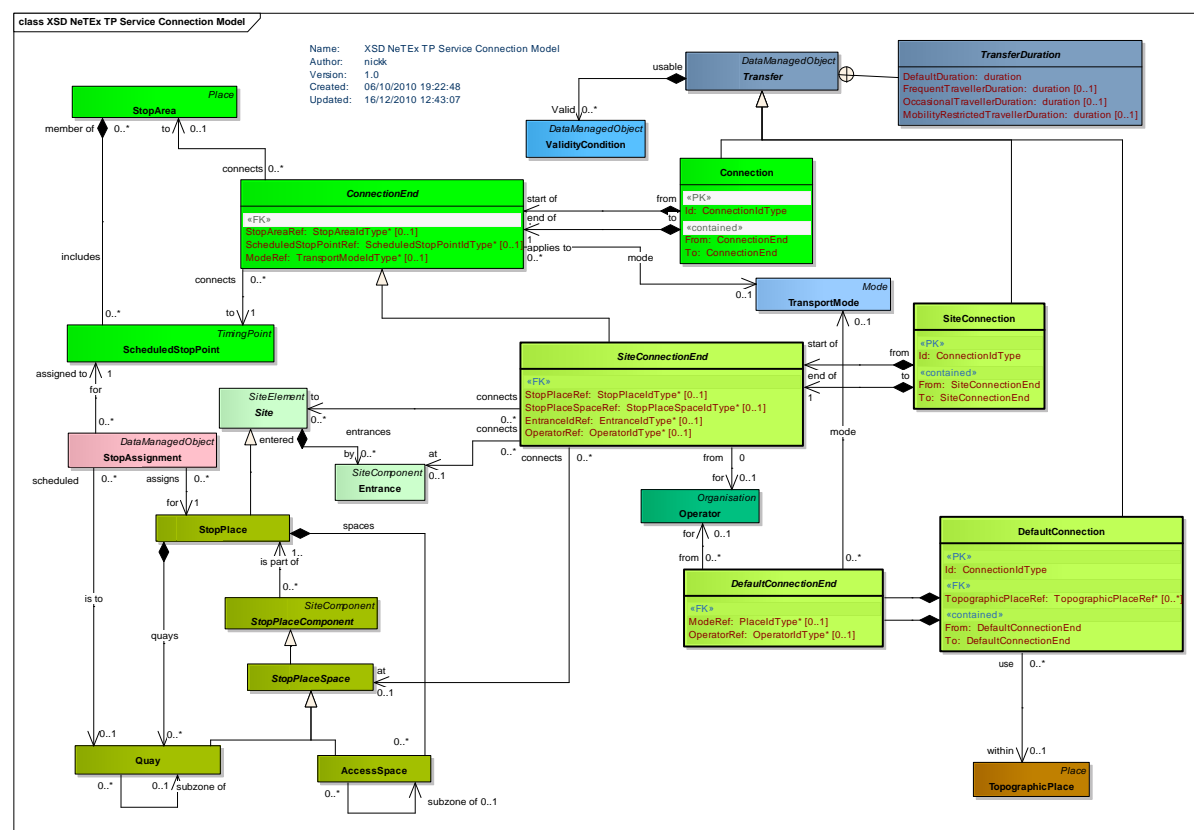 class XSD NeTEx TP Service Connection Model
Name: XSD NeTEx TP Service Connection Model
Author: nickk
Version: 1.0
Created: 06/10/2010 19:22:48
Updated: 16/12/2010 12:43:07
DataManagedObject
Transfer
TransferDuration
DefaultDuration: duration
FrequentTravellerDuration: duration [0..1]
OccasionalTravellerDuration: duration [0..1]
MobilityRestrictedTravellerDuration: duration [0..1]
usable
Valid
0..*
DataManagedObject
ValidityCondition
Place
StopArea
member of
0..*
to
0..1
connects
0..*
ConnectionEnd
«FK»
StopAreaRef: StopAreaIdType* [0..1]
ScheduledStopPointRef: ScheduledStopPointIdType* [0..1]
ModeRef: TransportModeIdType* [0..1]
start of
from
end of
to
1
1
applies to
0..*
mode
0..1
Connection
«PK»
Id: ConnectionIdType
«contained»
From: ConnectionEnd
To: ConnectionEnd
includes
0..*
connects
0..*
to
1
TimingPoint
ScheduledStopPoint
Mode
TransportMode
0..1
mode
0..*
SiteConnection
«PK»
Id: ConnectionIdType
«contained»
From: SiteConnectionEnd
To: SiteConnectionEnd
start of
from
end of
to
1
SiteConnectionEnd
«FK»
StopPlaceRef: StopPlaceIdType* [0..1]
StopPlaceSpaceRef: StopPlaceSpaceIdType* [0..1]
EntranceIdRef: EntranceIdType* [0..1]
OperatorRef: OperatorIdType* [0..1]
assigned to
1
for
0..*
SiteElement
Site
to
0..*
connects
0..*
connects
0..*
connects
0..*
entered
entrances
by
0..*
at
0..1
SiteComponent
Entrance
DataManagedObject
StopAssignment
scheduled
0..*
assigns
0..*
for
1
from
0
for
0..1
Organisation
Operator
for
0..1
from
0..*
StopPlace
spaces
is part of
1..
0..*
SiteComponent
StopPlaceComponent
StopPlaceSpace
at
0..1
DefaultConnectionEnd
«FK»
ModeRef: PlaceIdType* [0..1]
OperatorRef: OperatorIdType* [0..1]
DefaultConnection
«PK»
Id: ConnectionIdType
«FK»
TopographicPlaceRef: TopographicPlaceRef* [0..*]
«contained»
From: DefaultConnectionEnd
To: DefaultConnectionEnd
is to
quays
0..1
0..*
0..*
Quay
0..*
0..1
subzone of
AccessSpace
0..*
subzone of 0..1
use
0..*
within
0..1
Place
TopographicPlace